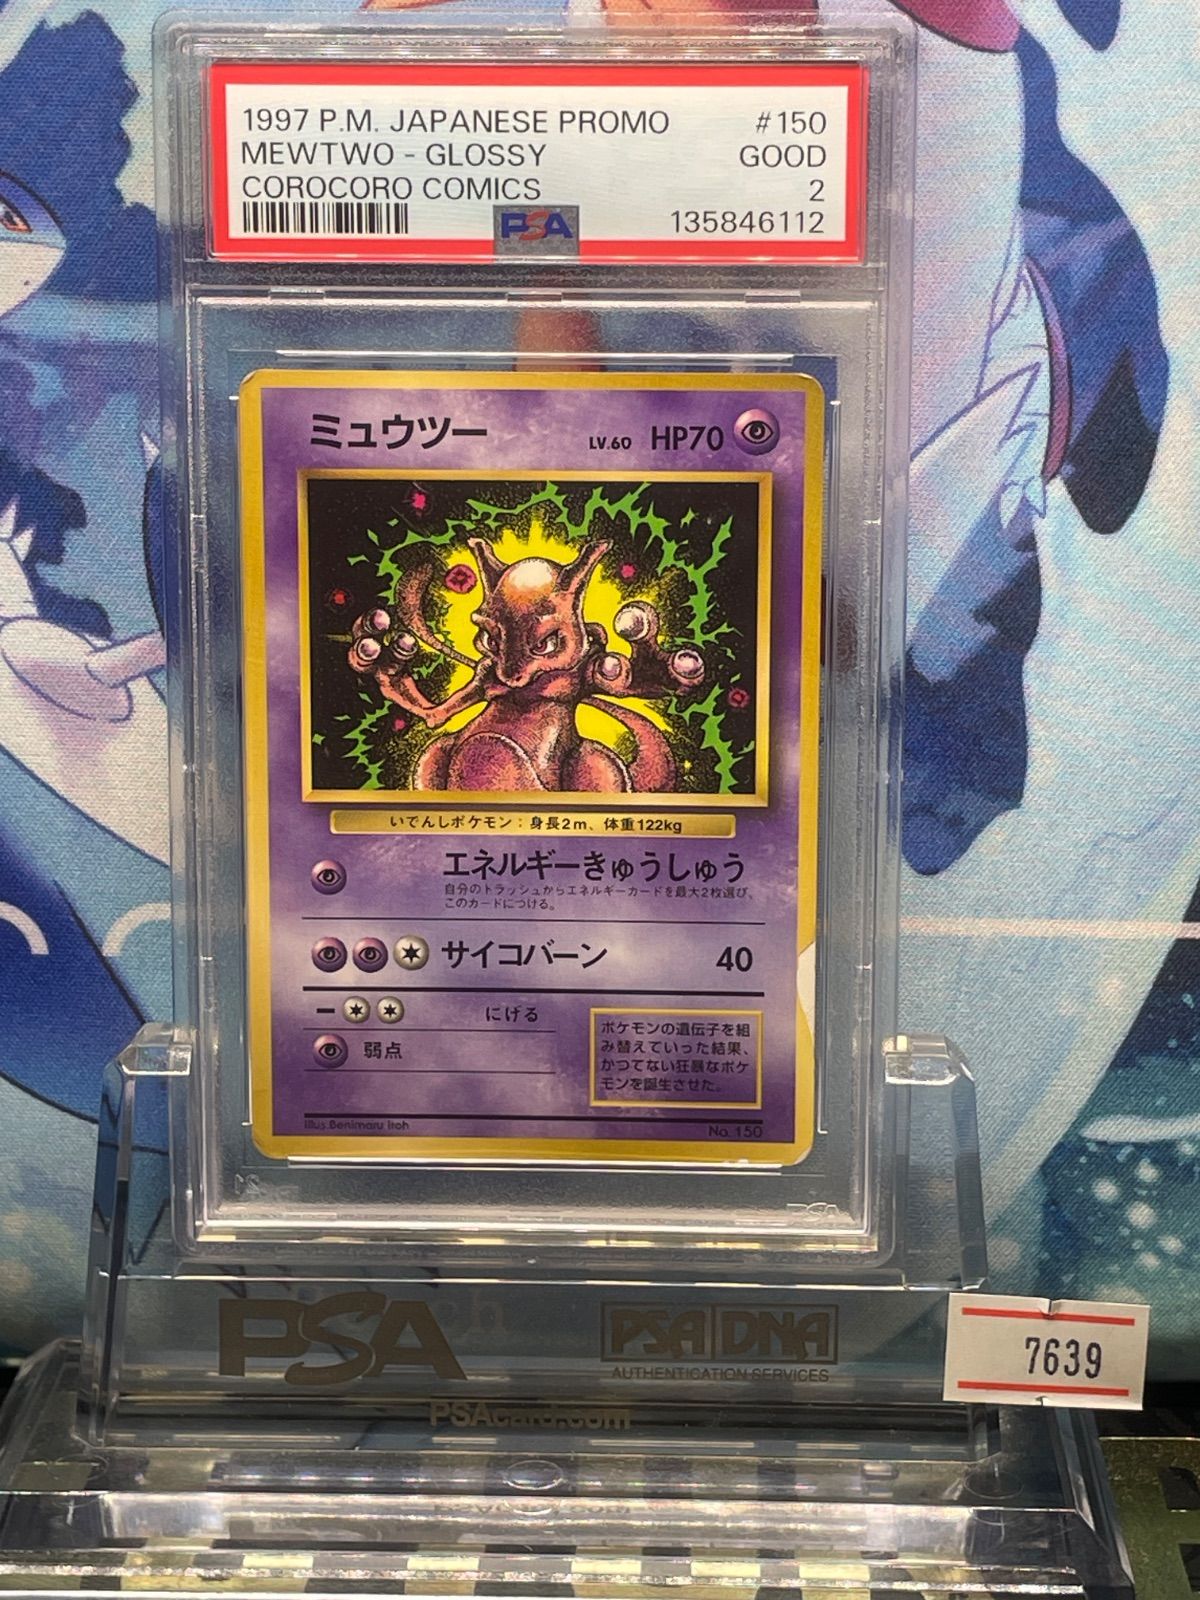 1997 P.M. JAPANESE PROMO #150
MEWTWO - GLOSSY GOOD
COROCORO COMICS 2
PSA 135846112
ミュウツー LV.60 HP70
いでんしポケモン：身長2m、体重122kg
エネルギーきゅうしゅう
自分のトラッシュからエネルギーカードを最大2枚選び、
このカードにつける。
サイコバーン 40
にげる
弱点
ポケモンの遺伝子を組
み替えていった結果、
かつてない狂暴なポケ
モンを誕生させた。
Illus.Benimaru Itoh No.150
PSA
PSA PSA DNA
AUTHENTICATION SERVICES
PSAcard.com
7639